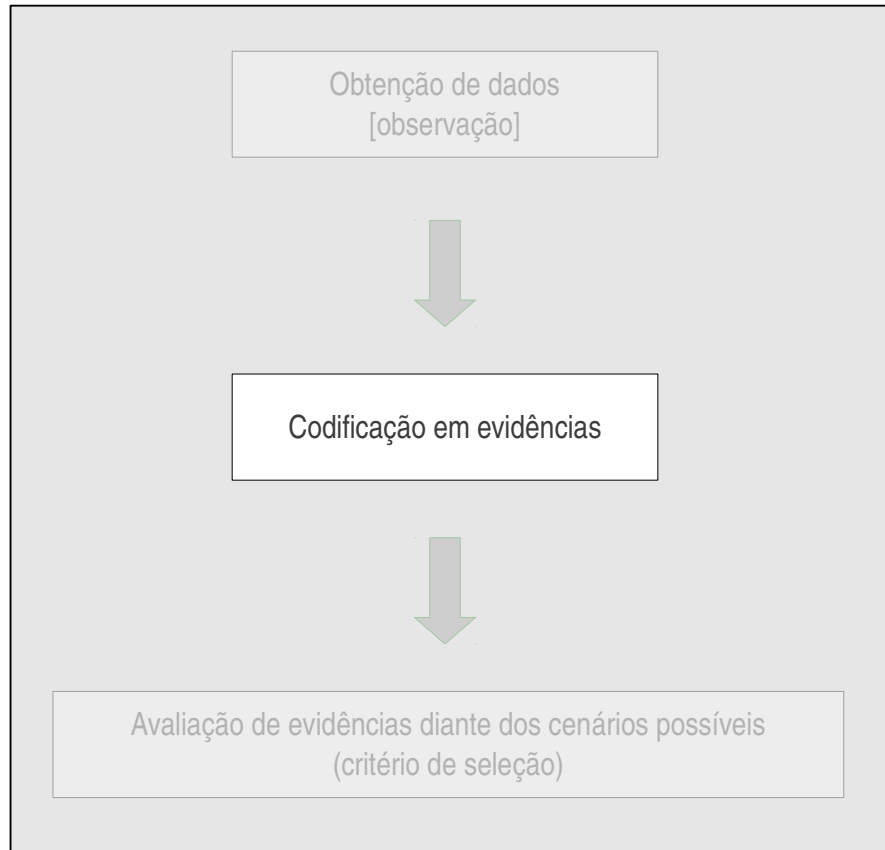 Obtenção de dados
[observação]
Codificação em evidências
Avaliação de evidências diante dos cenários possíveis
(critério de seleção)